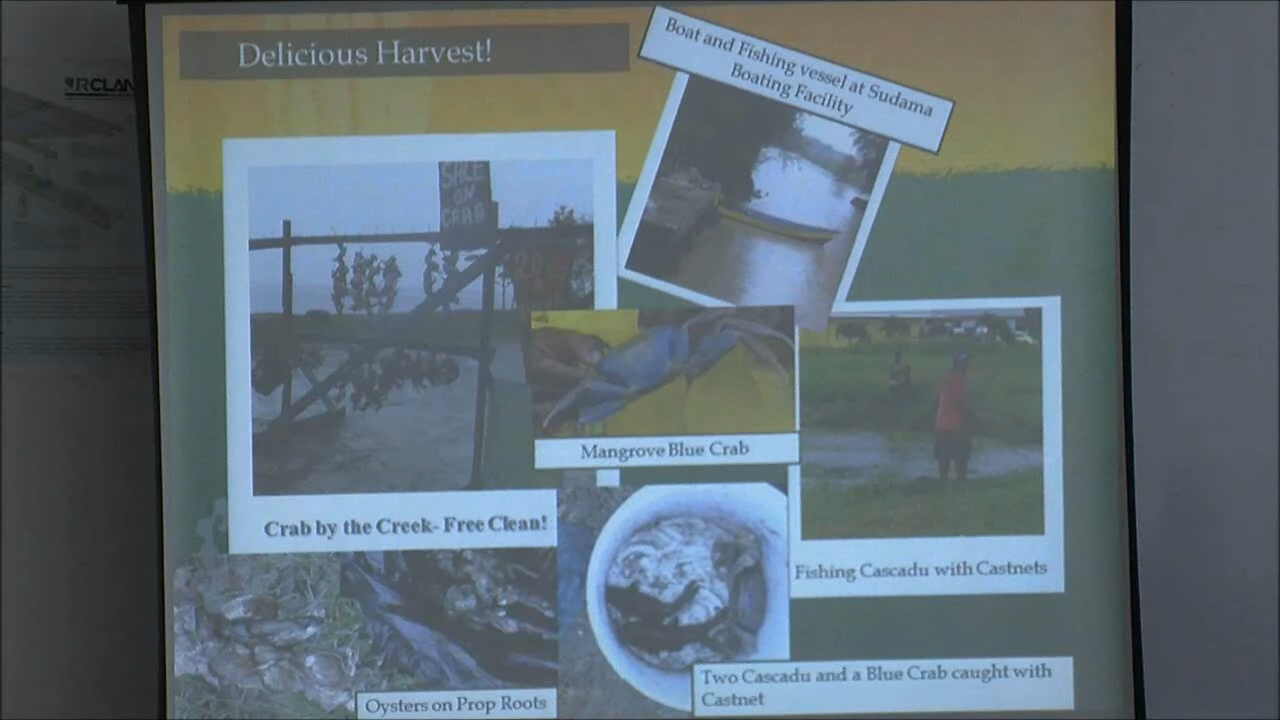 Delicious Harvest!
Boat and Fishing vessel at Sudama
Boating Facility
RCLAN
SALE
ON
CRAB
Mangrove Blue Crab
Crab by the Creek- Free Clean!
Fishing Cascadu with Castnets
Two Cascadu and a Blue Crab caught with
Castnet
Oysters on Prop Roots